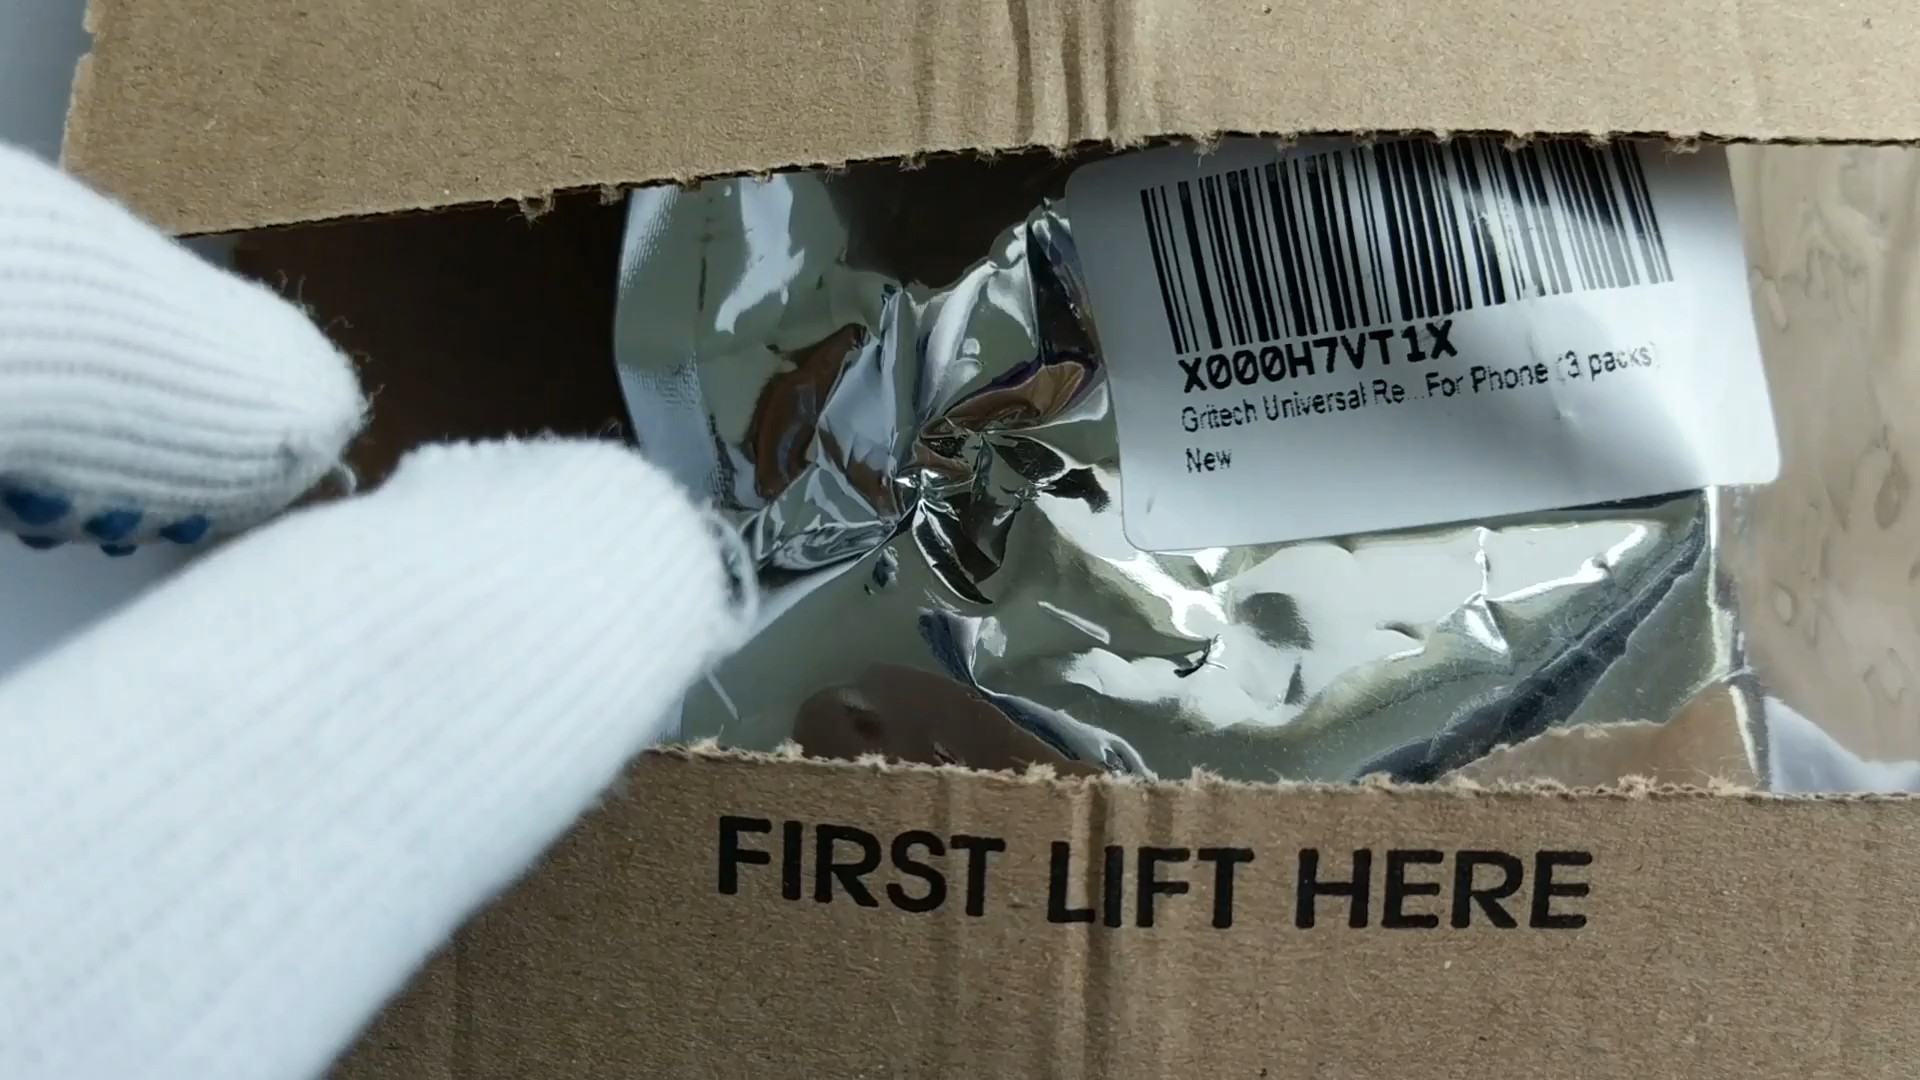 X000H7VT1X
Gritech Universal Re...For Phone (3 packs)
New
FIRST LIFT HERE